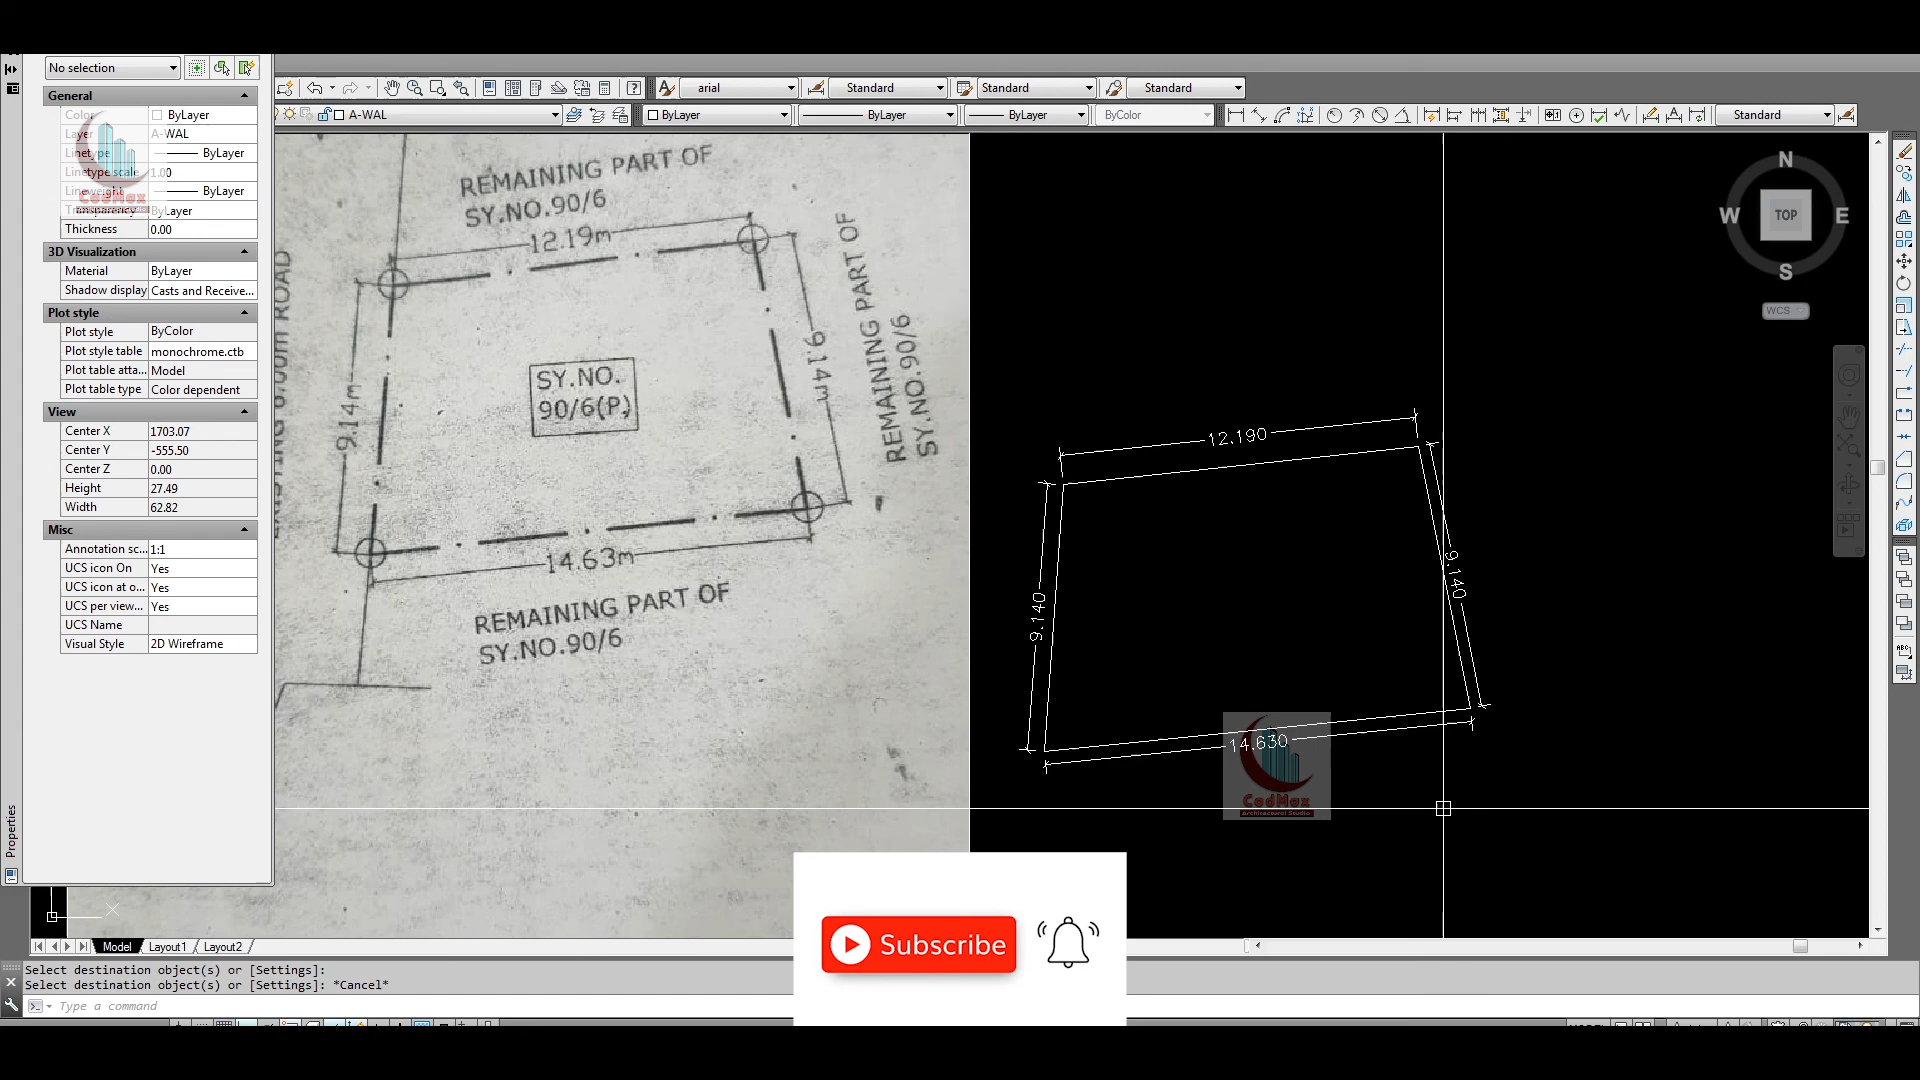 No selection
General
Color ByLayer
Layer A-WAL
Linetype ByLayer
Linetype scale 1.00
Lineweight ByLayer
Transparency ByLayer
Thickness 0.00
3D Visualization
Material ByLayer
Shadow display Casts and Receive...
Plot style
Plot style ByColor
Plot style table monochrome.ctb
Plot table atta... Model
Plot table type Color dependent
View
Center X 1703.07
Center Y -555.50
Center Z 0.00
Height 27.49
Width 62.82
Misc
Annotation sc... 1:1
UCS icon On Yes
UCS icon at o... Yes
UCS per view... Yes
UCS Name
Visual Style 2D Wireframe
Properties
CadMax
arial Standard Standard Standard
A-WAL ByLayer ByLayer ByLayer ByColor Standard
REMAINING PART OF
SY.NO.90/6
12.19m
9.14m
SY.NO.
90/6(P)
9.14m
REMAINING PART OF
SY.NO.90/6
14.63m
REMAINING PART OF
SY.NO.90/6
ROAD
N
W TOP E
S
WCS
12.190
9.140
9.140
14.630
CadMax
Architectural Studio
Subscribe
Model Layout1 Layout2
Select destination object(s) or [Settings]:
Select destination object(s) or [Settings]: *Cancel*
Type a command